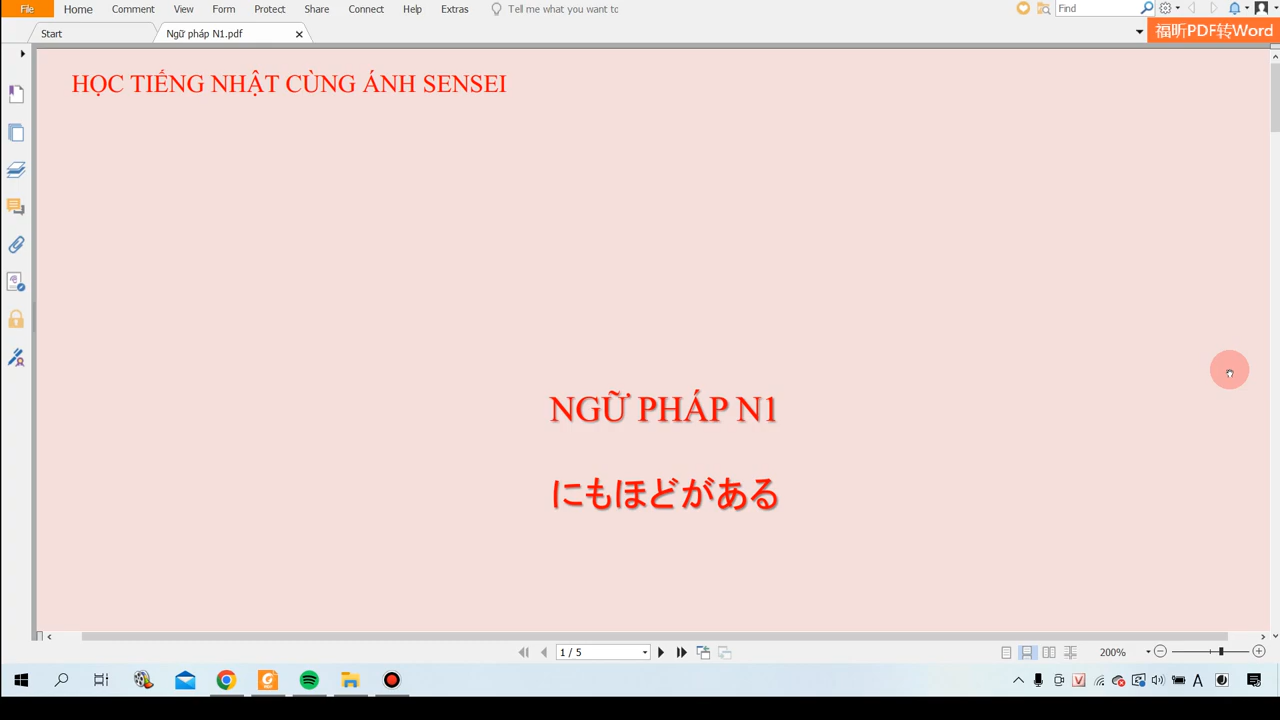 File Home Comment View Form Protect Share Connect Help Extras Tell me what you want to Find
Start Ngữ pháp N1.pdf 福昕PDF转Word
HỌC TIẾNG NHẬT CÙNG ÁNH SENSEI
NGỮ PHÁP N1
にもほどがある
1 / 5 200%